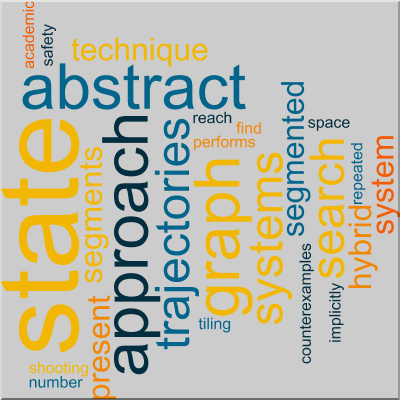 academic
safety
technique
abstract
reach
find
performs
state
segments
approach
trajectories
graph
systems
segmented
space
search
hybrid
repeated
system
present
tiling
counterexamples
implicitly
shooting
number